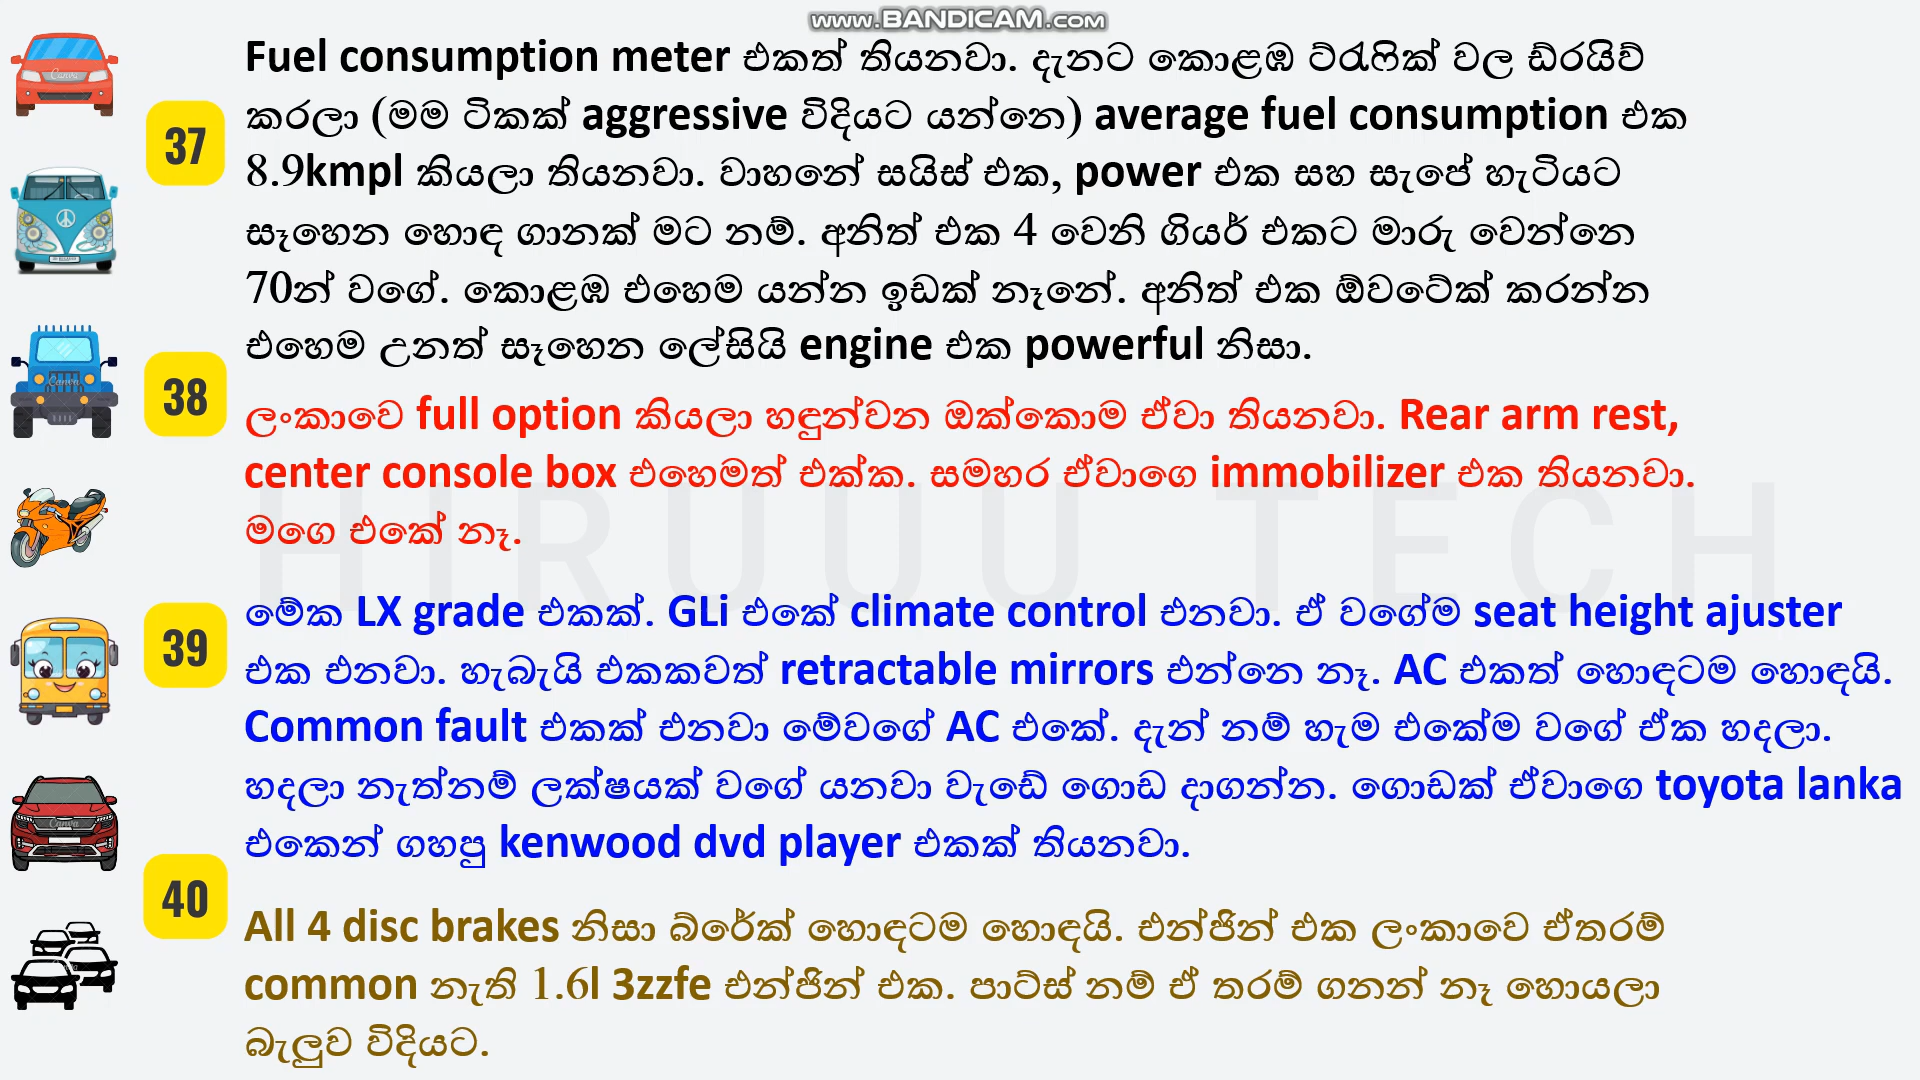 www.BANDICAM.com
Fuel consumption meter එකත් තියනවා. දැනට කොළඹ ට්රැෆික් වල ඩ්රයිව්
37
කරලා (මම ටිකක් aggressive විදියට යන්නෙ) average fuel consumption එක
8.9kmpl කියලා තියනවා. වාහනේ සයිස් එක, power එක සහ සැපේ හැටියට
සෑහෙන හොඳ ගානක් මට නම්. අනිත් එක 4 වෙනි ගියර් එකට මාරු වෙන්නෙ
70න් වගේ. කොළඹ එහෙම යන්න ඉඩක් නෑනේ. අනිත් එක ඕවටේක් කරන්න
එහෙම උනත් සෑහෙන ලේසියි engine එක powerful නිසා.
38
ලංකාවෙ full option කියලා හඳුන්වන ඔක්කොම ඒවා තියනවා. Rear arm rest,
center console box එහෙමත් එක්ක. සමහර ඒවාගෙ immobilizer එක තියනවා.
මගෙ එකේ නෑ.
HIRUUU TECH
මේක LX grade එකක්. GLi එකේ climate control එනවා. ඒ වගේම seat height ajuster
39
එක එනවා. හැබැයි එකකවත් retractable mirrors එන්නෙ නෑ. AC එකත් හොඳටම හොඳයි.
Common fault එකක් එනවා මේවගේ AC එකේ. දැන් නම් හැම එකේම වගේ ඒක හදලා.
හදලා නැත්නම් ලක්ෂයක් වගේ යනවා වැඩේ ගොඩ දාගන්න. ගොඩක් ඒවාගෙ toyota lanka
එකෙන් ගහපු kenwood dvd player එකක් තියනවා.
40
All 4 disc brakes නිසා බ්රේක් හොඳටම හොඳයි. එන්ජින් එක ලංකාවෙ ඒතරම්
common නැති 1.6l 3zzfe එන්ජින් එක. පාට්ස් නම් ඒ තරම් ගනන් නෑ හොයලා
බැලුව විදියට.